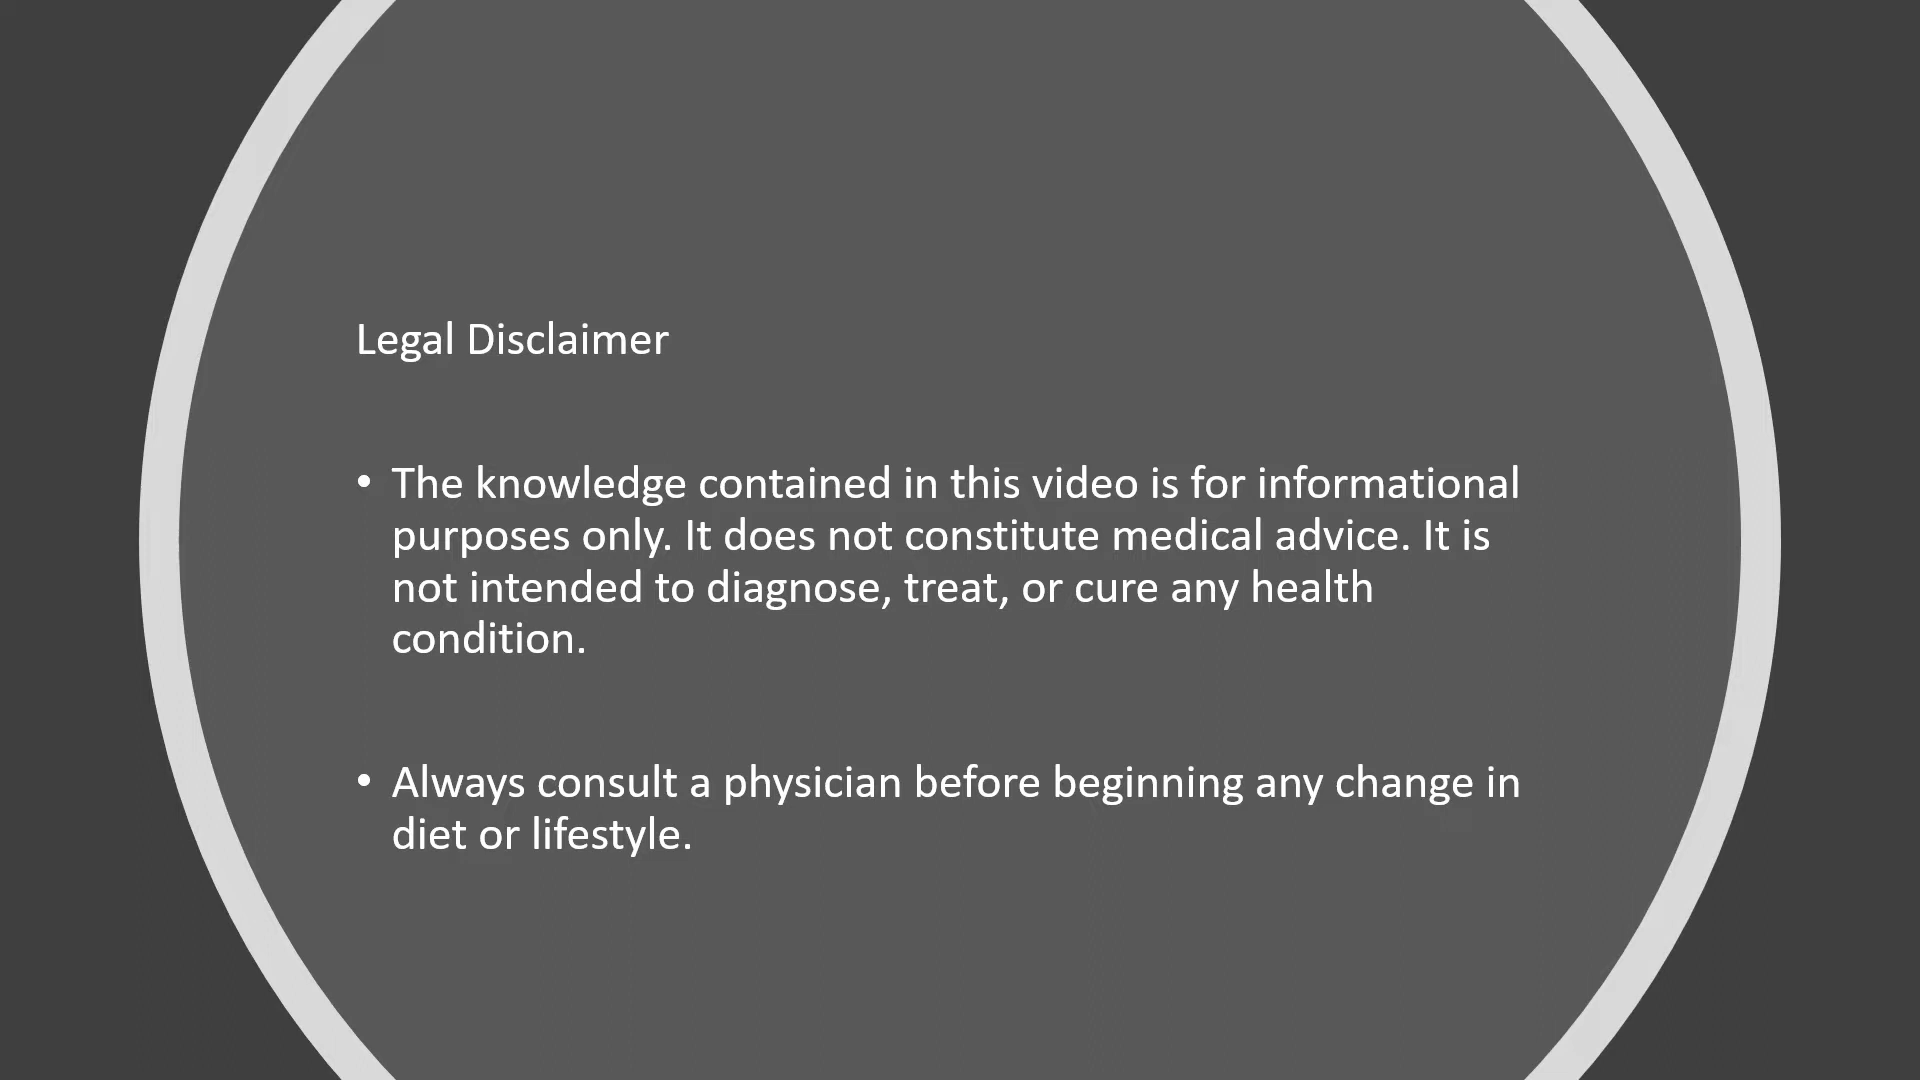 Legal Disclaimer
• The knowledge contained in this video is for informational
purposes only. It does not constitute medical advice. It is
not intended to diagnose, treat, or cure any health
condition.
• Always consult a physician before beginning any change in
diet or lifestyle.